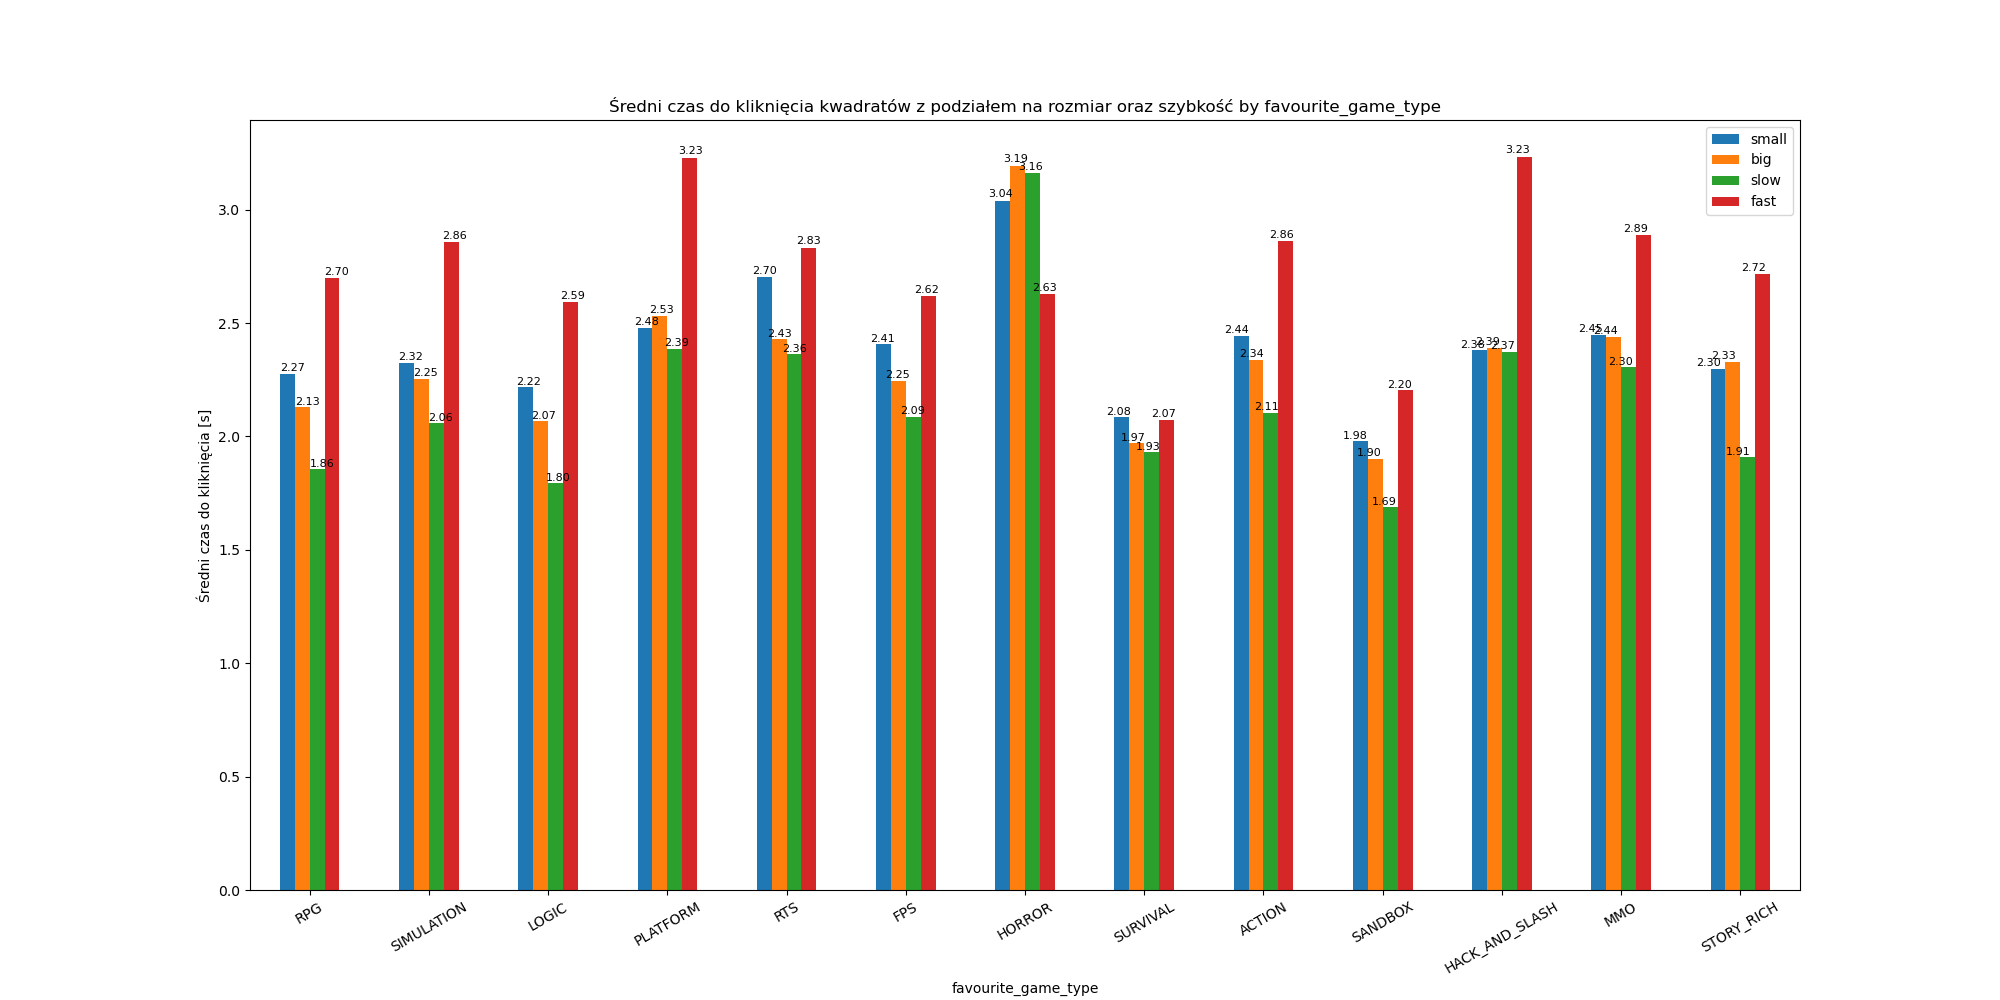 Średni czas do kliknięcia kwadratów z podziałem na rozmiar oraz szybkość by favourite_game_type
small
big
slow
fast
Średni czas do kliknięcia [s]
3.0
2.5
2.0
1.5
1.0
0.5
0.0
2.27
2.13
1.86
2.70
2.32
2.25
2.06
2.86
2.22
2.07
1.80
2.59
2.48
2.53
2.39
3.23
2.70
2.43
2.36
2.83
2.41
2.25
2.09
2.62
3.04
3.19
3.16
2.63
2.08
1.97
1.93
2.07
2.44
2.34
2.11
2.86
1.98
1.90
1.69
2.20
2.38
2.39
2.37
3.23
2.45
2.44
2.30
2.89
2.30
2.33
1.91
2.72
RPG
SIMULATION
LOGIC
PLATFORM
RTS
FPS
HORROR
SURVIVAL
ACTION
SANDBOX
HACK_AND_SLASH
MMO
STORY_RICH
favourite_game_type